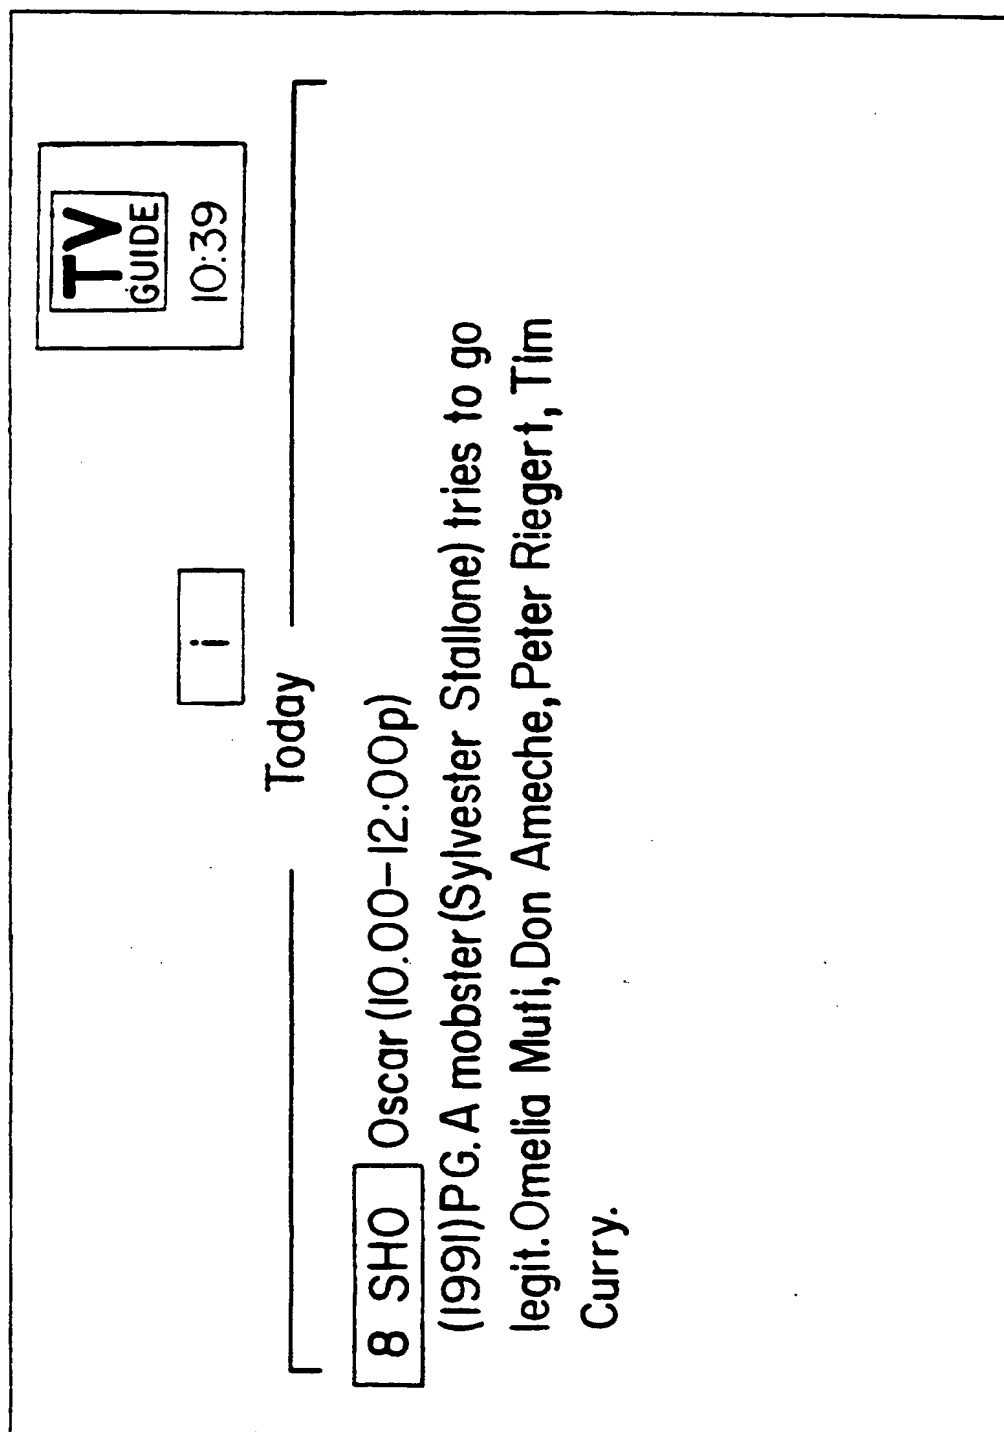 TV
GUIDE
10:39
i
Today
8 SHO Oscar (10.00-12:00p)
(1991) PG. A mobster (Sylvester Stallone) tries to go
legit. Omelia Muti, Don Ameche, Peter Riegert, Tim
Curry.